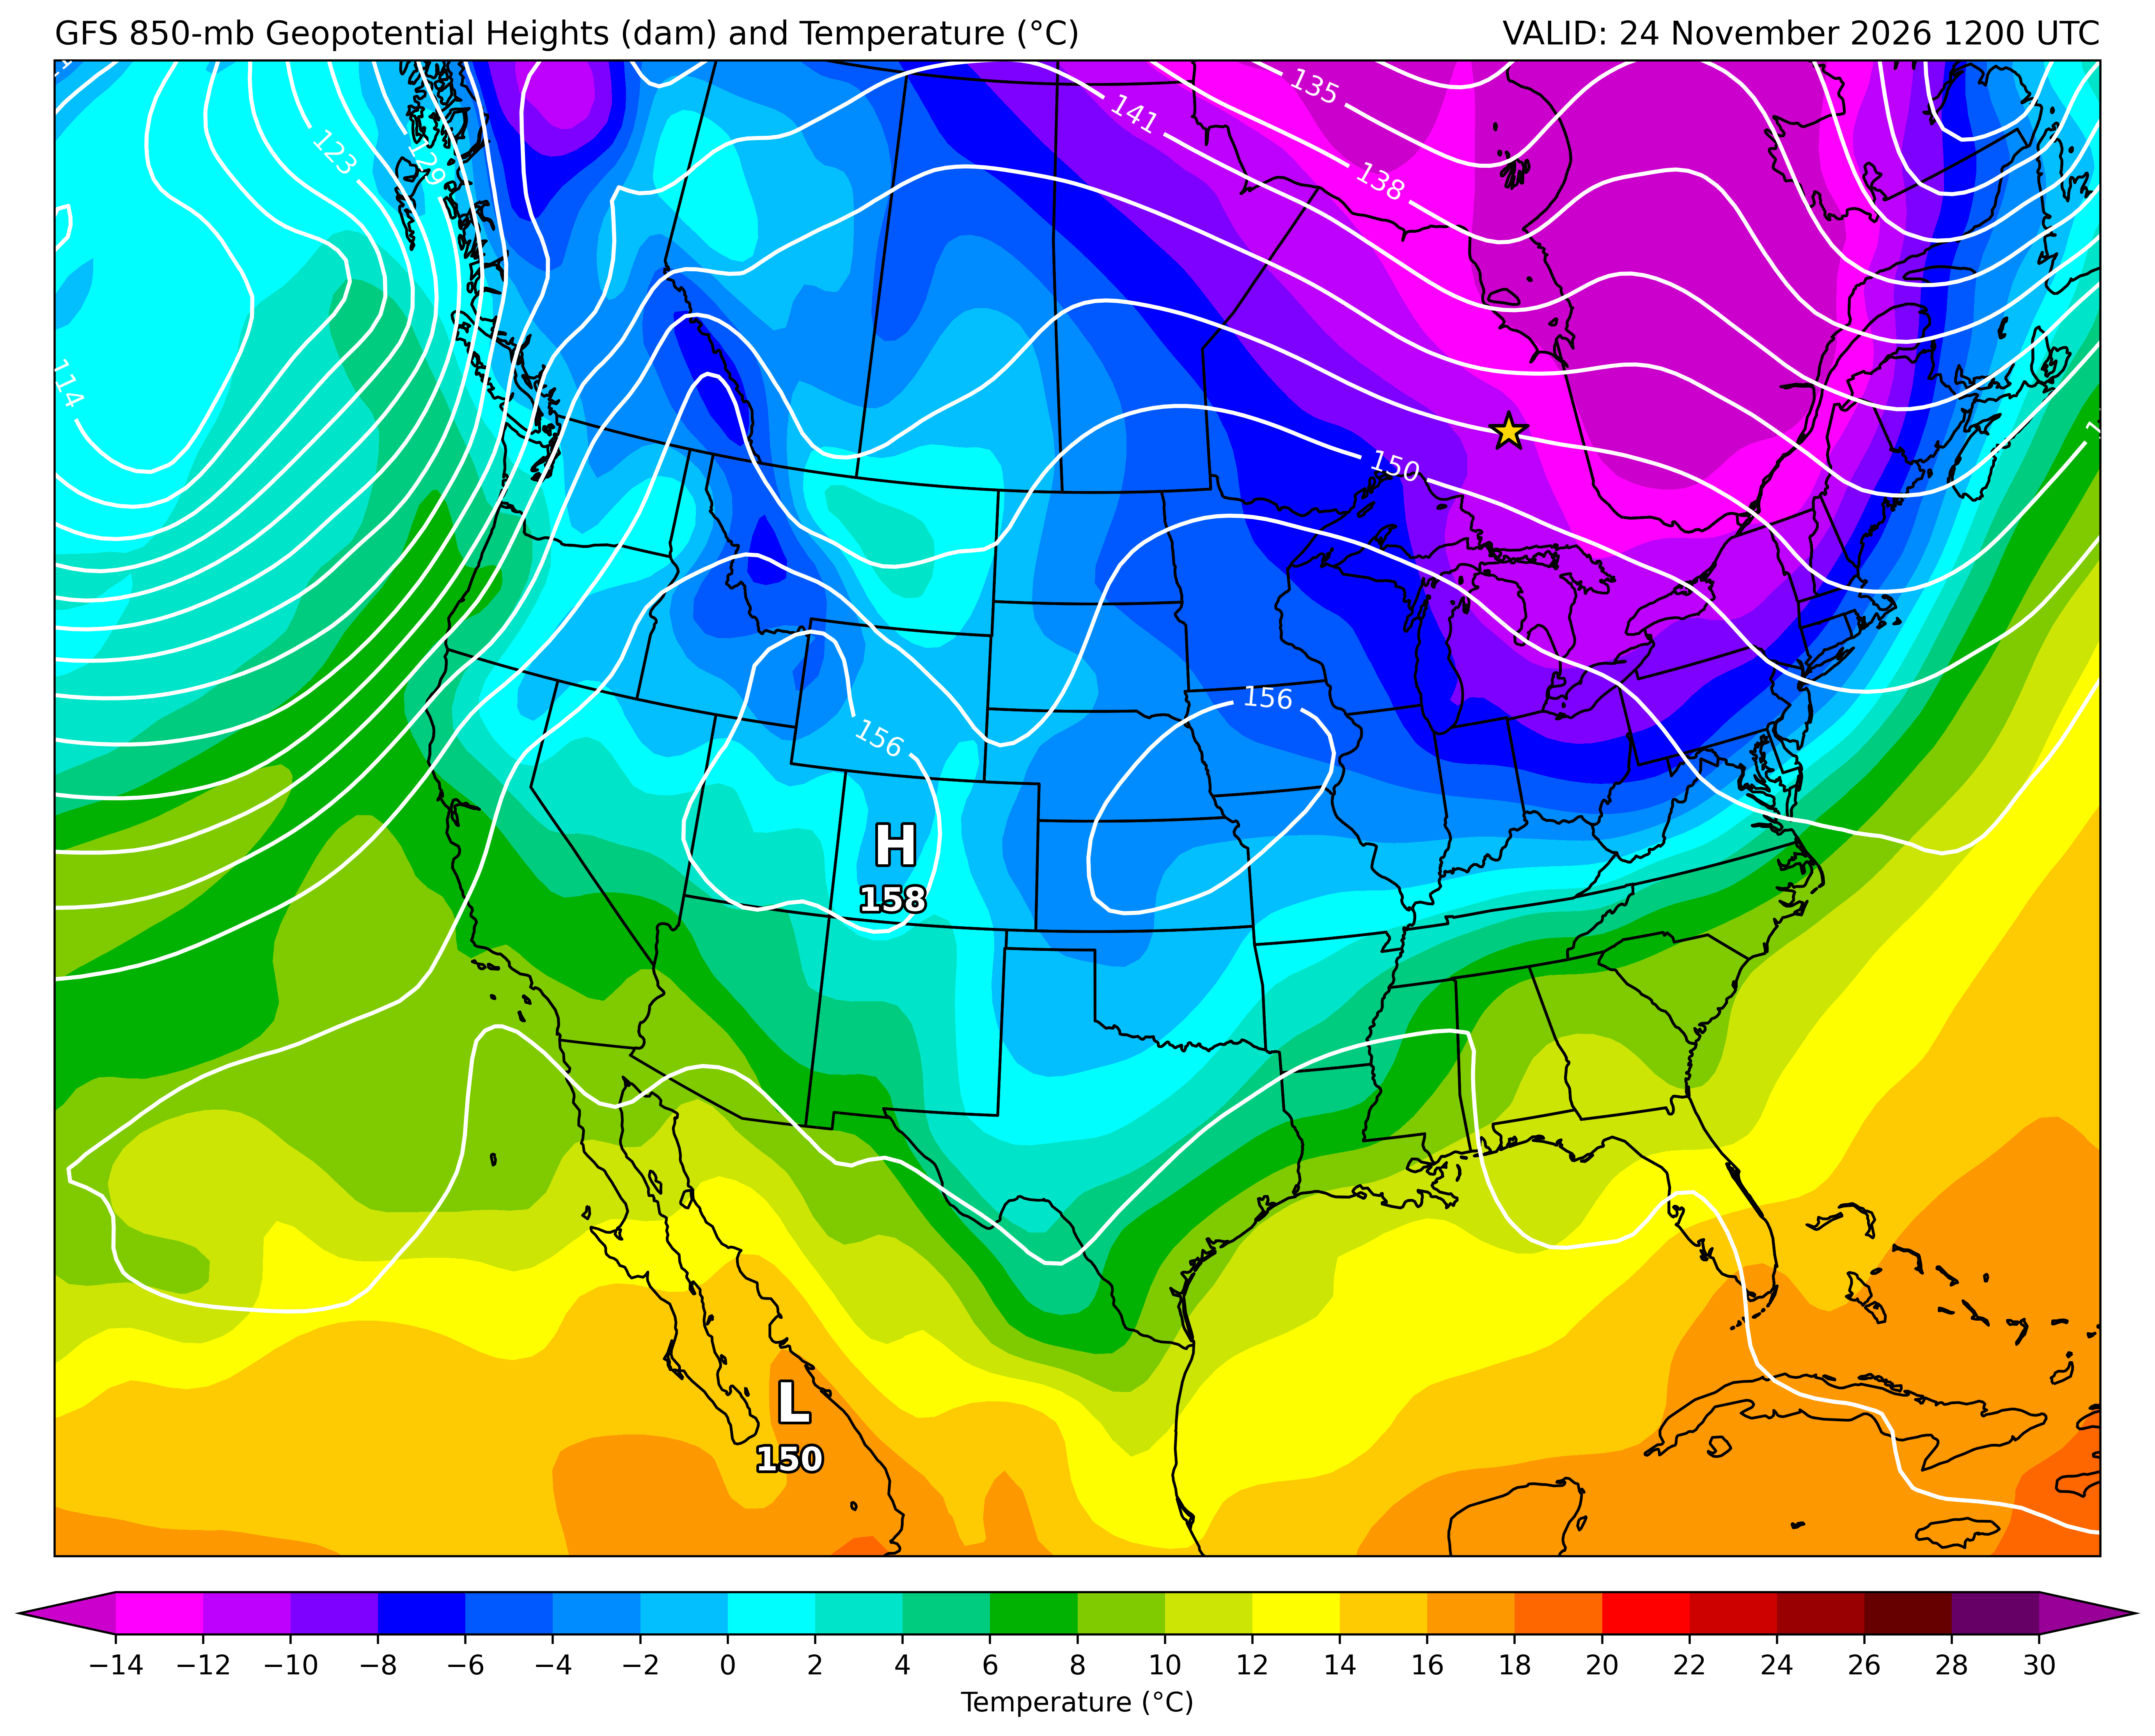 GFS 850-mb Geopotential Heights (dam) and Temperature (°C)
VALID: 24 November 2026 1200 UTC
135
141
123
129
138
114
150
156
156
H
158
L
150
−14 −12 −10 −8 −6 −4 −2 0 2 4 6 8 10 12 14 16 18 20 22 24 26 28 30
Temperature (°C)